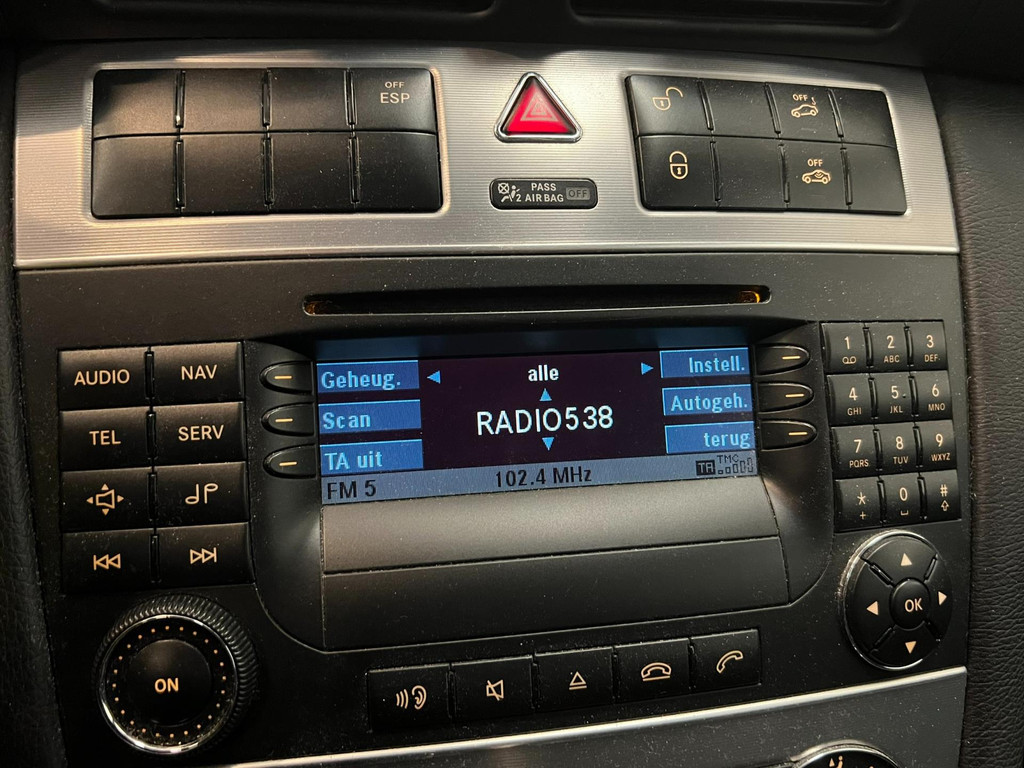 OFF
ESP
OFF
OFF
PASS
2 AIRBAG OFF
AUDIO NAV
TEL SERV
ON
Geheug.
Scan
TA uit
alle
RADIO538
Instell.
Autogeh.
terug
FM 5 102.4 MHz TA TMC
1 2 ABC 3 DEF
4 GHI 5 JKL 6 MNO
7 PQRS 8 TUV 9 WXYZ
* + 0 #
OK